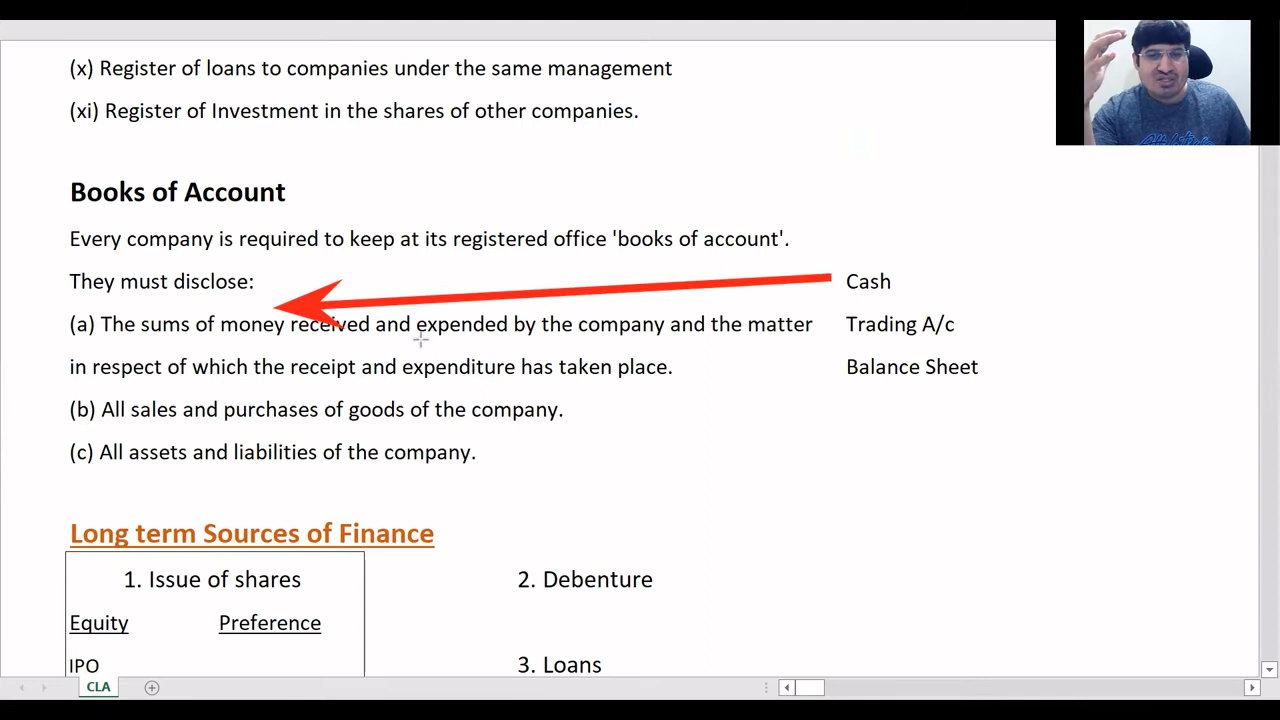 (x) Register of loans to companies under the same management
(xi) Register of Investment in the shares of other companies.
Books of Account
Every company is required to keep at its registered office 'books of account'.
They must disclose:
Cash
(a) The sums of money received and expended by the company and the matter
Trading A/c
in respect of which the receipt and expenditure has taken place.
Balance Sheet
(b) All sales and purchases of goods of the company.
(c) All assets and liabilities of the company.
Long term Sources of Finance
1. Issue of shares
2. Debenture
Equity
Preference
IPO
3. Loans
CLA